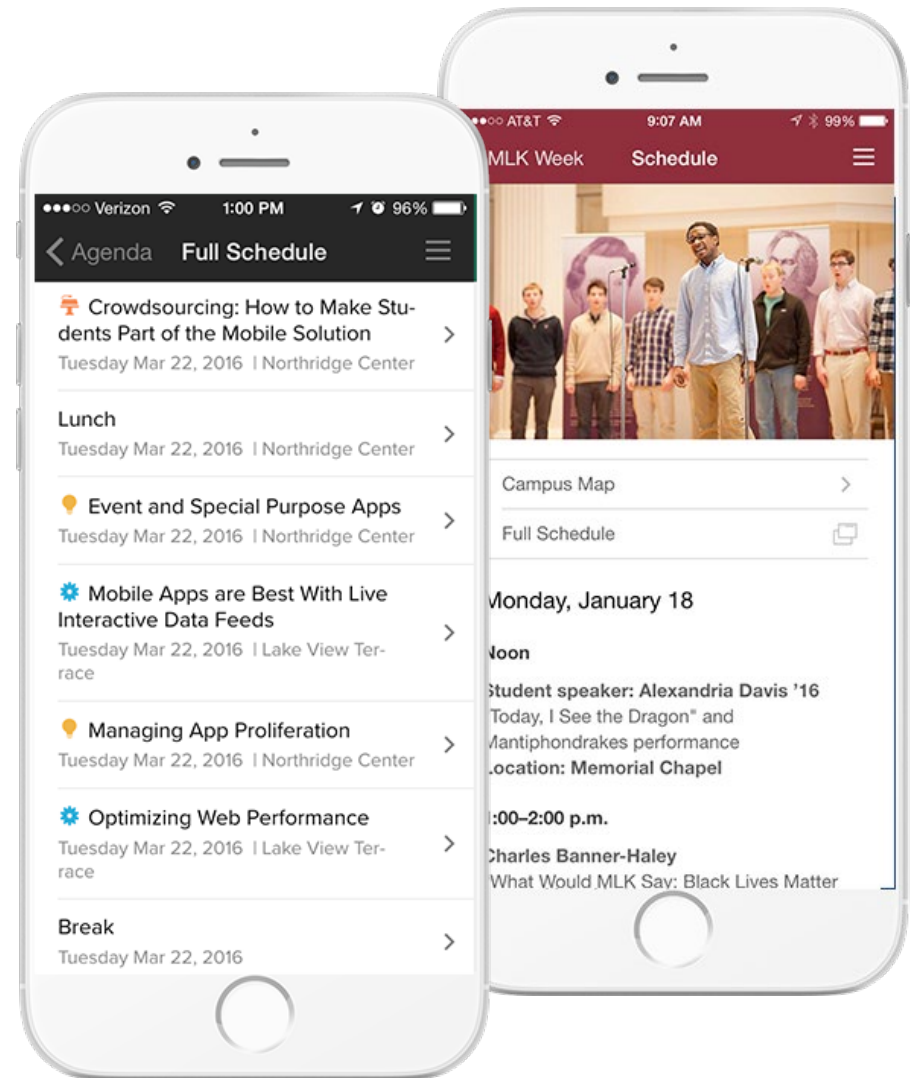 Verizon 1:00 PM 96%
Agenda Full Schedule
Crowdsourcing: How to Make Stu-
dents Part of the Mobile Solution
Tuesday Mar 22, 2016 | Northridge Center
Lunch
Tuesday Mar 22, 2016 | Northridge Center
Event and Special Purpose Apps
Tuesday Mar 22, 2016 | Northridge Center
Mobile Apps are Best With Live
Interactive Data Feeds
Tuesday Mar 22, 2016 | Lake View Ter-
race
Managing App Proliferation
Tuesday Mar 22, 2016 | Northridge Center
Optimizing Web Performance
Tuesday Mar 22, 2016 | Lake View Ter-
race
Break
Tuesday Mar 22, 2016
AT&T 9:07 AM 99%
MLK Week Schedule
Campus Map
Full Schedule
Monday, January 18
Noon
Student speaker: Alexandria Davis ’16
"Today, I See the Dragon" and
Mantiphondrakes performance
Location: Memorial Chapel
1:00–2:00 p.m.
Charles Banner-Haley
"What Would MLK Say: Black Lives Matter